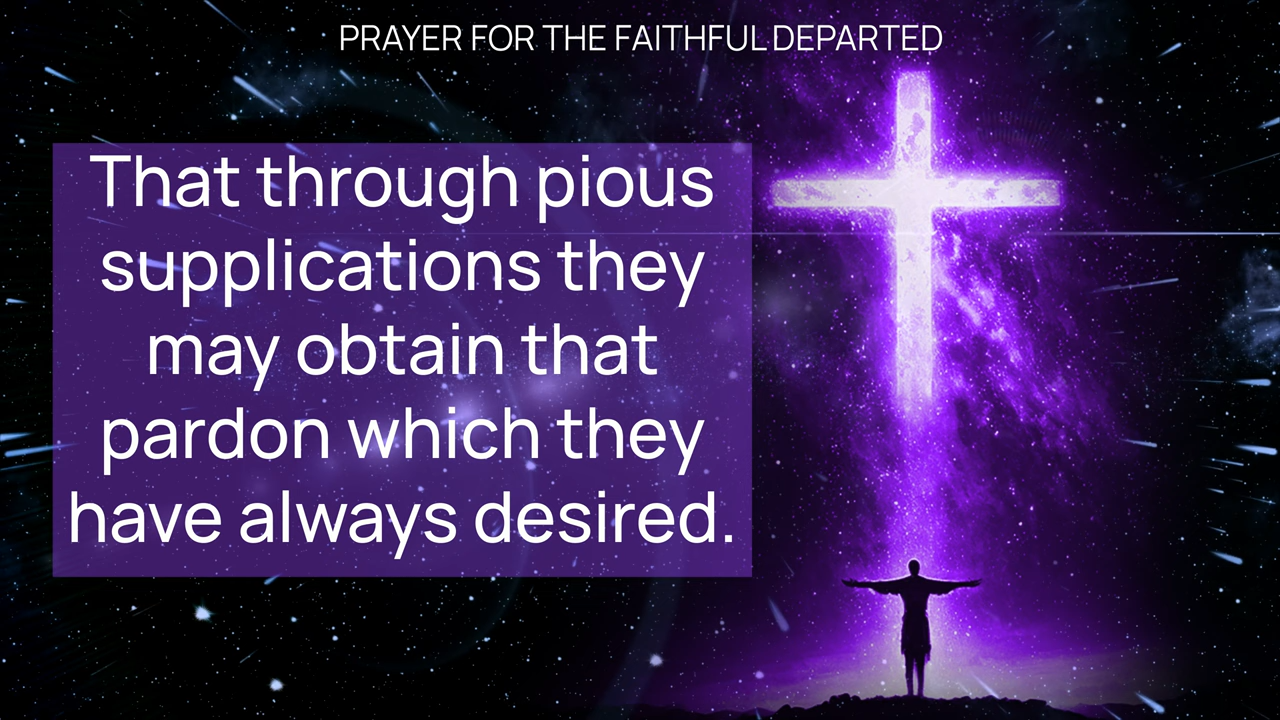 PRAYER FOR THE FAITHFUL DEPARTED
That through pious
supplications they
may obtain that
pardon which they
have always desired.